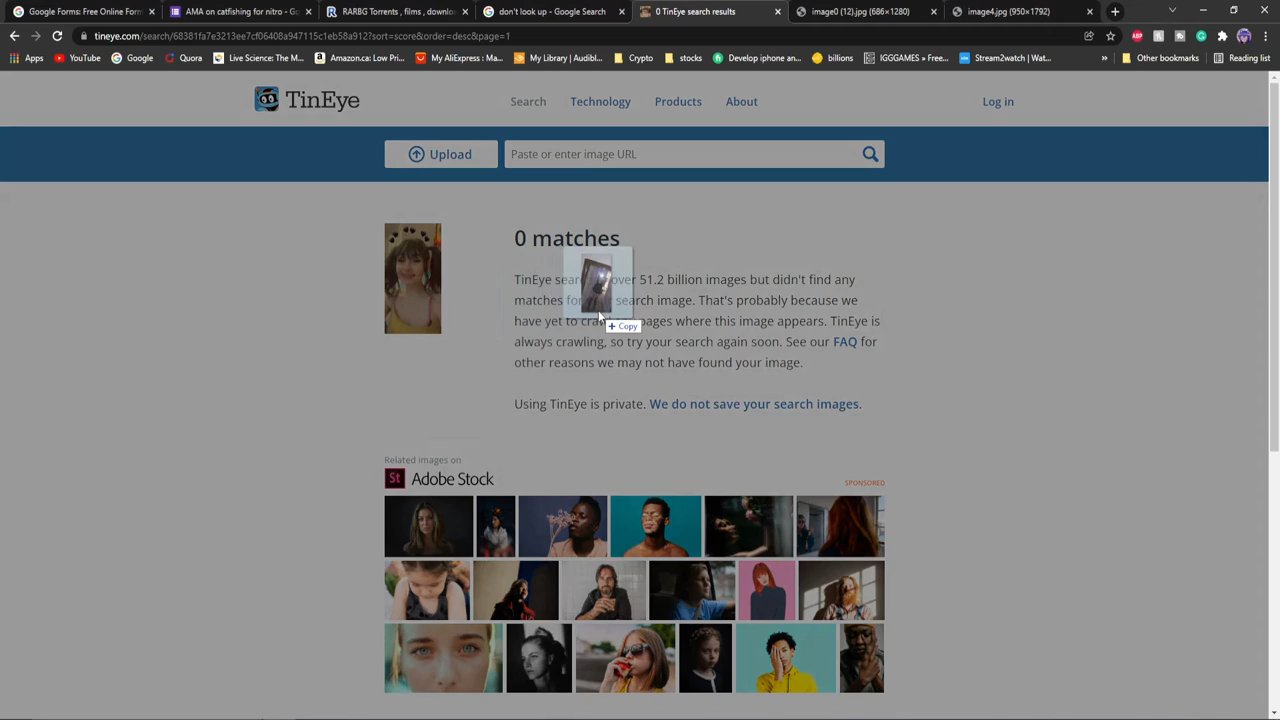 Google Forms: Free Online Form
AMA on catfishing for nitro - Go
RARBG Torrents , films , downlo
don't look up - Google Search
0 TinEye search results
image0 (12).jpg (686×1280)
image4.jpg (950×1792)
tineye.com/search/68381fa7e3213ee7cf06408a947115c1eb58a912?sort=score&order=desc&page=1
Apps
YouTube
Google
Quora
Live Science: The M...
Amazon.ca: Low Pri...
My AliExpress : Ma...
My Library | Audibl...
Crypto
stocks
Develop iphone an...
billions
IGGGAMES » Free...
Stream2watch | Wat...
»
Other bookmarks
Reading list
TinEye
Search
Technology
Products
About
Log in
Upload
Paste or enter image URL
0 matches
TinEye over 51.2 billion images but didn't find any
matches search image. That's probably because we
have yet to pages where this image appears. TinEye is
Copy
always crawling, so try your search again soon. See our FAQ for
other reasons we may not have found your image.
Using TinEye is private. We do not save your search images.
Related images on
St Adobe Stock
SPONSORED